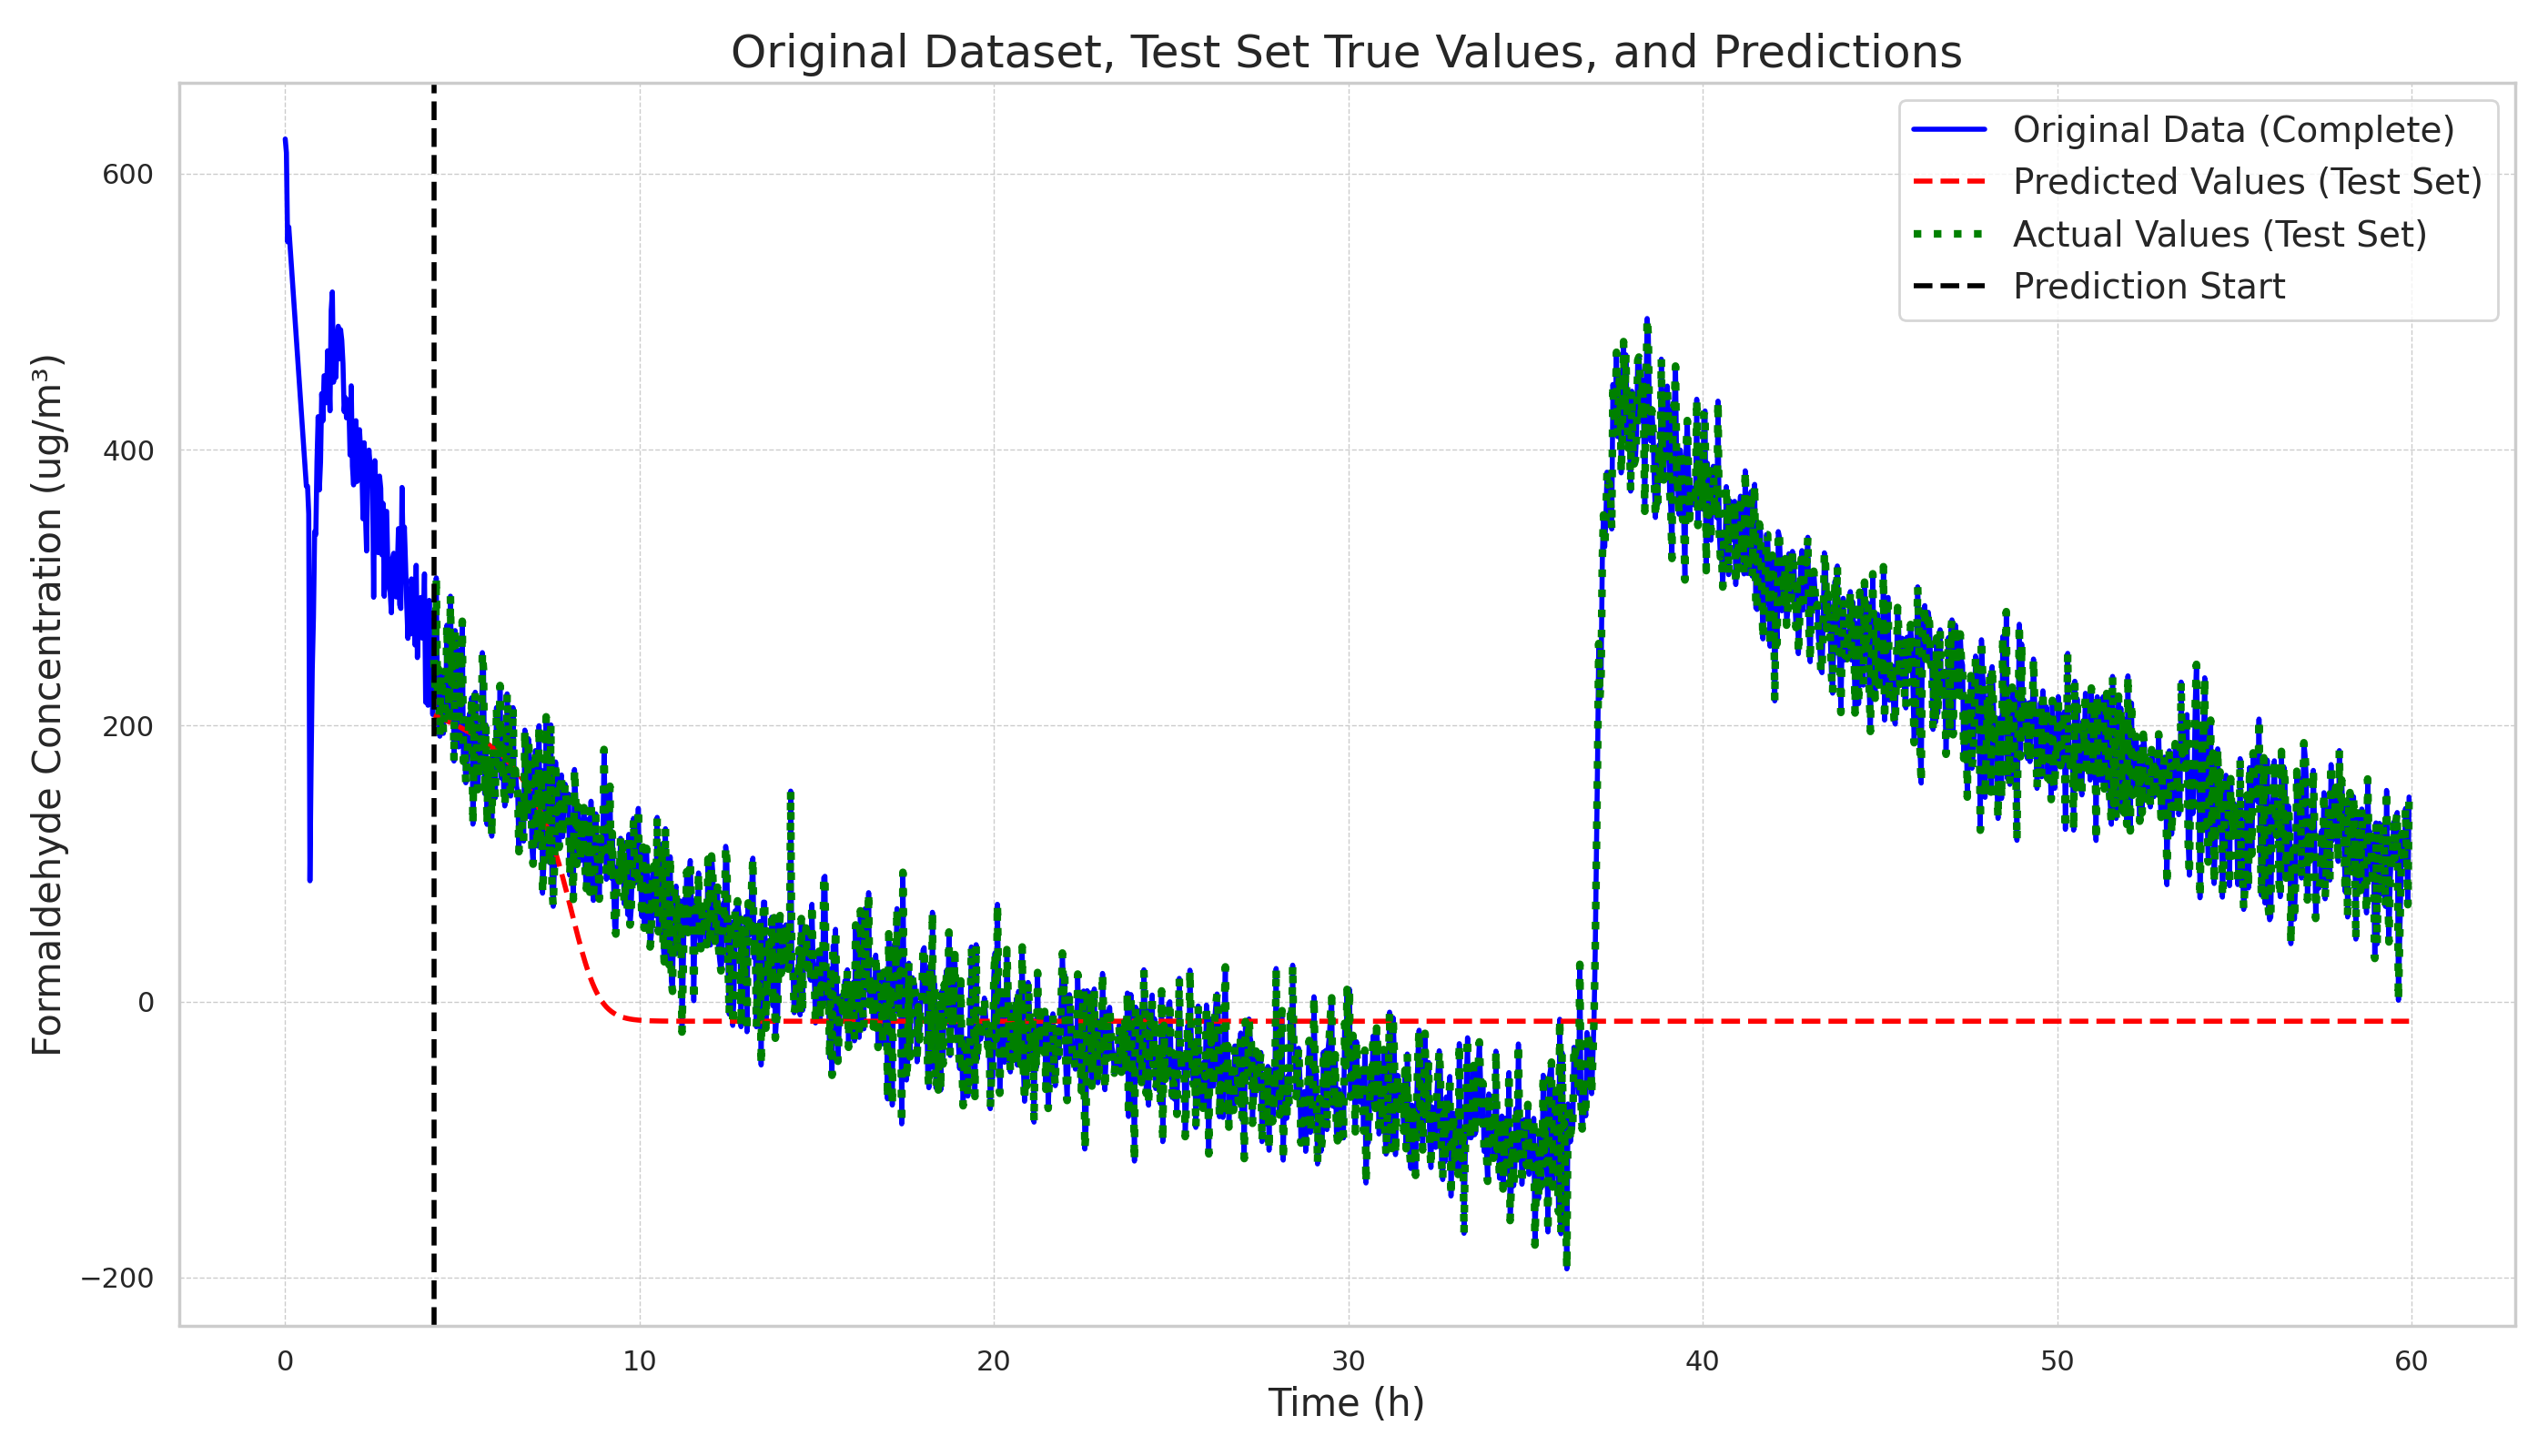 Original Dataset, Test Set True Values, and Predictions
Original Data (Complete)
Predicted Values (Test Set)
Actual Values (Test Set)
Prediction Start
Formaldehyde Concentration (ug/m³)
600
400
200
0
−200
0 10 20 30 40 50 60
Time (h)